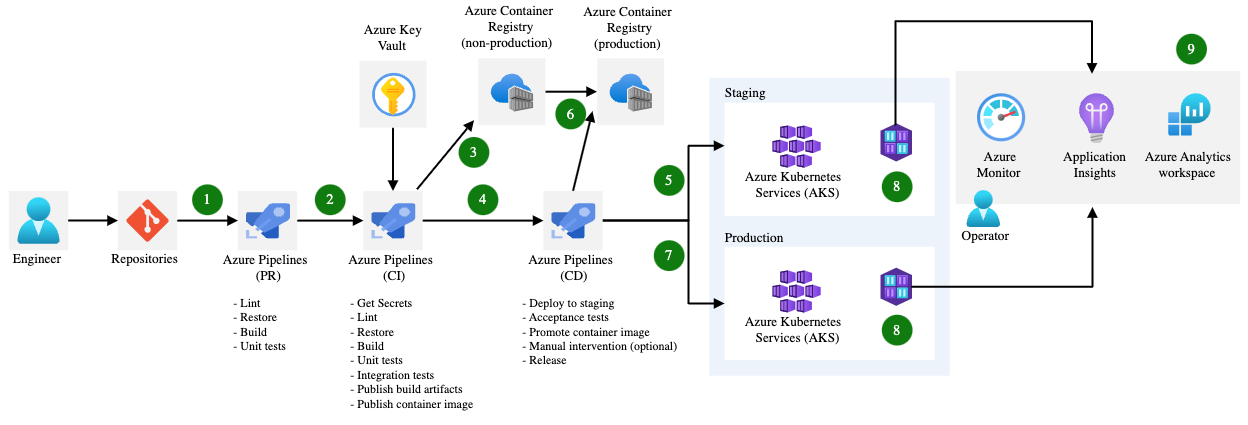 Azure Key
Vault
Azure Container
Registry
(non-production)
Azure Container
Registry
(production)
3
6
1
2
4
5
7
Engineer
Repositories
Azure Pipelines
(PR)
- Lint
- Restore
- Build
- Unit tests
Azure Pipelines
(CI)
- Get Secrets
- Lint
- Restore
- Build
- Unit tests
- Integration tests
- Publish build artifacts
- Publish container image
Azure Pipelines
(CD)
- Deploy to staging
- Acceptance tests
- Promote container image
- Manual intervention (optional)
- Release
Staging
Azure Kubernetes
Services (AKS)
8
Production
Azure Kubernetes
Services (AKS)
8
9
Azure
Monitor
Application
Insights
Azure Analytics
workspace
Operator